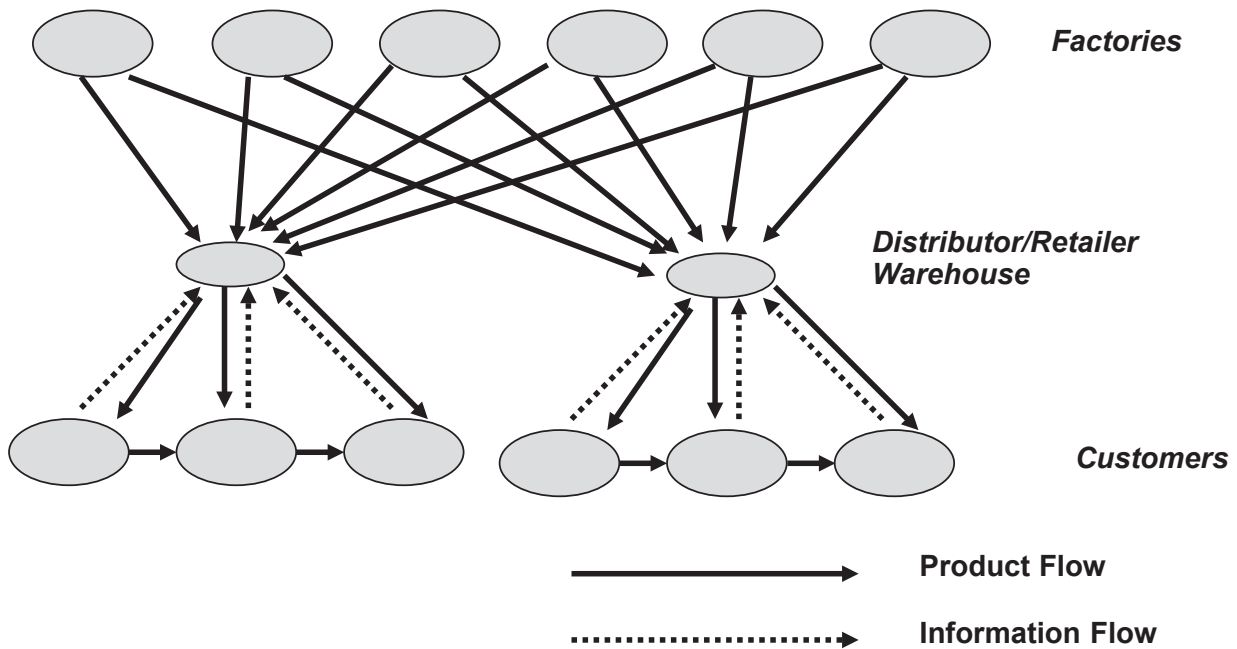 Factories
Distributor/Retailer
Warehouse
Customers
Product Flow
Information Flow